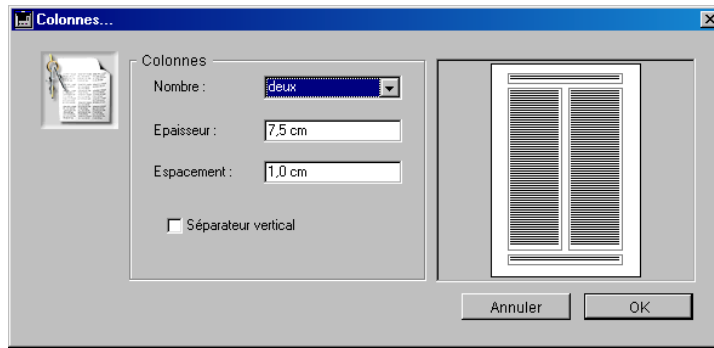 Colonnes...
Colonnes
Nombre : deux
Epaisseur : 7,5 cm
Espacement : 1,0 cm
Séparateur vertical
Annuler OK